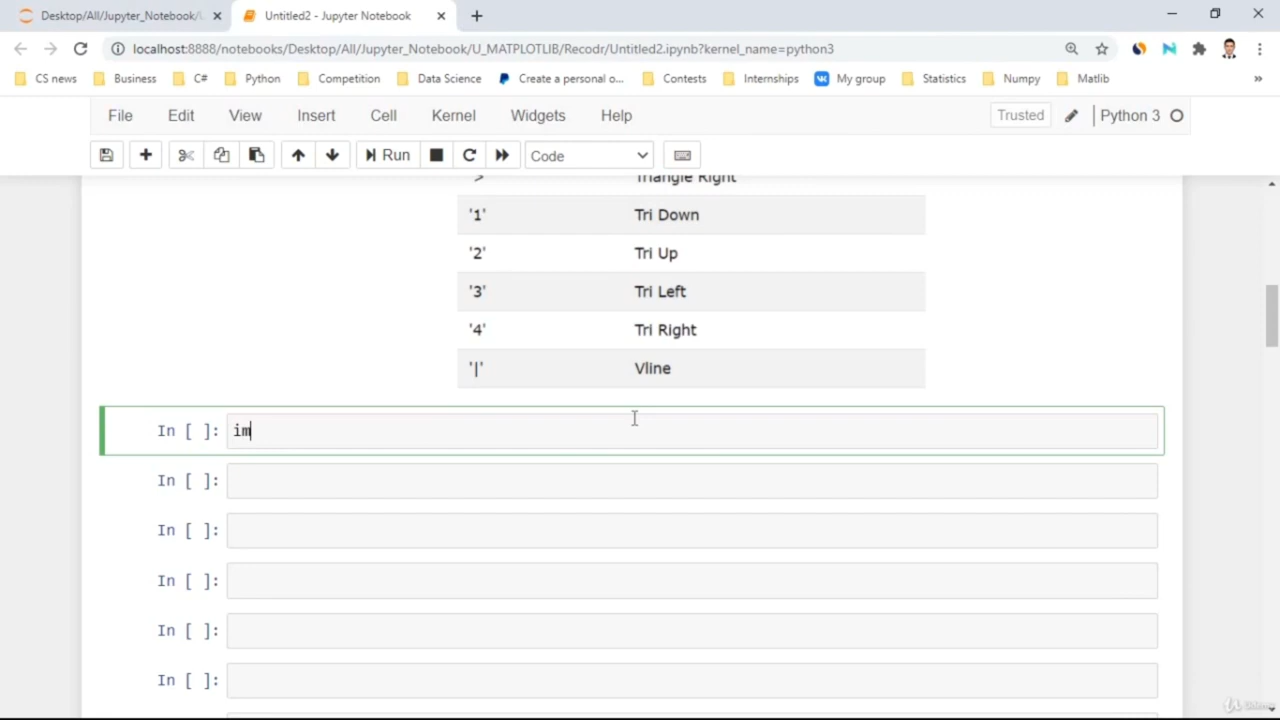 Desktop/All/Jupyter_Notebook/
Untitled2 - Jupyter Notebook
localhost:8888/notebooks/Desktop/All/Jupyter_Notebook/U_MATPLOTLIB/Recodr/Untitled2.ipynb?kernel_name=python3
CS news Business C# Python Competition Data Science Create a personal o... Contests Internships My group Statistics Numpy Matlib »
File Edit View Insert Cell Kernel Widgets Help Trusted Python 3
Run Code
'>' Triangle Right
'1' Tri Down
'2' Tri Up
'3' Tri Left
'4' Tri Right
'|' Vline
In [ ]: im
In [ ]:
In [ ]:
In [ ]:
In [ ]:
In [ ]: